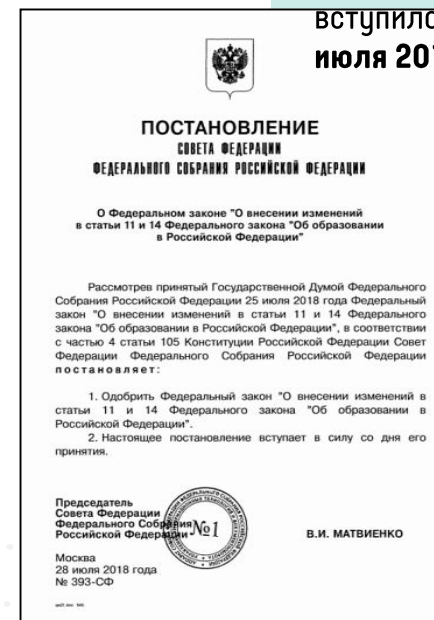 вступило
июля 201
ПОСТАНОВЛЕНИЕ
СОВЕТА ФЕДЕРАЦИИ
ФЕДЕРАЛЬНОГО СОБРАНИЯ РОССИЙСКОЙ ФЕДЕРАЦИИ
О Федеральном законе "О внесении изменений
в статьи 11 и 14 Федерального закона "Об образовании
в Российской Федерации"
Рассмотрев принятый Государственной Думой Федерального
Собрания Российской Федерации 25 июля 2018 года Федеральный
закон "О внесении изменений в статьи 11 и 14 Федерального
закона "Об образовании в Российской Федерации", в соответствии
с частью 4 статьи 105 Конституции Российской Федерации Совет
Федерации Федерального Собрания Российской Федерации
постановляет:
1. Одобрить Федеральный закон "О внесении изменений в
статьи 11 и 14 Федерального закона "Об образовании в
Российской Федерации".
2. Настоящее постановление вступает в силу со дня его
принятия.
Председатель
Совета Федерации
Федерального Собрания
Российской Федерации
№1
В.И. МАТВИЕНКО
Москва
28 июля 2018 года
№ 393-СФ